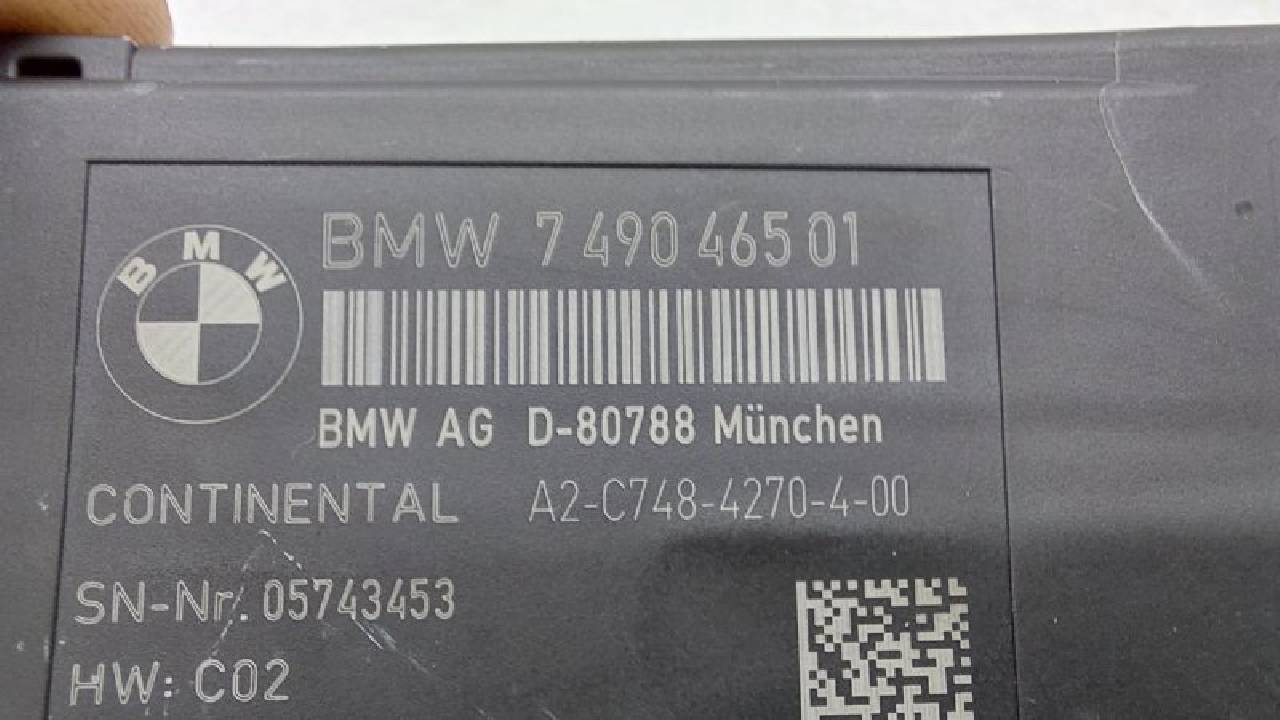 BMW
BMW 7 490 465 01
BMW AG D-80788 München
CONTINENTAL A2-C748-4270-4-00
SN-Nr. 05743453
HW: C02